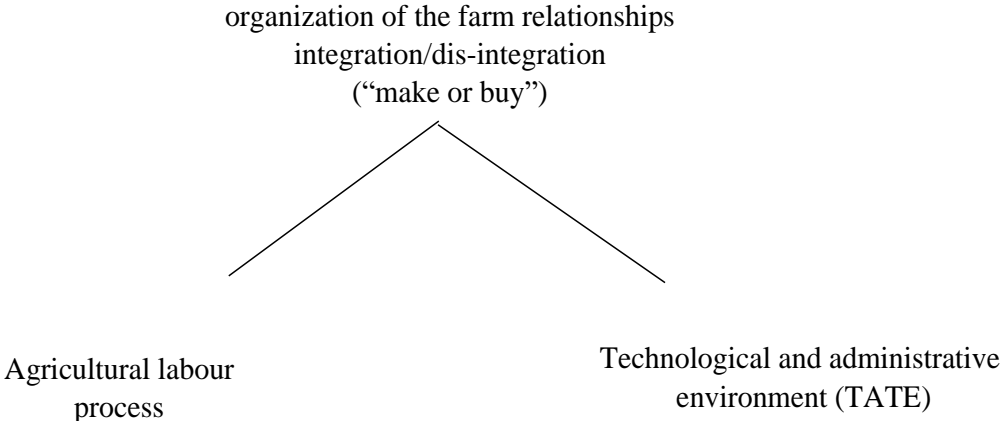 organization of the farm relationships
integration/dis-integration
(“make or buy”)
Agricultural labour
process
Technological and administrative
environment (TATE)